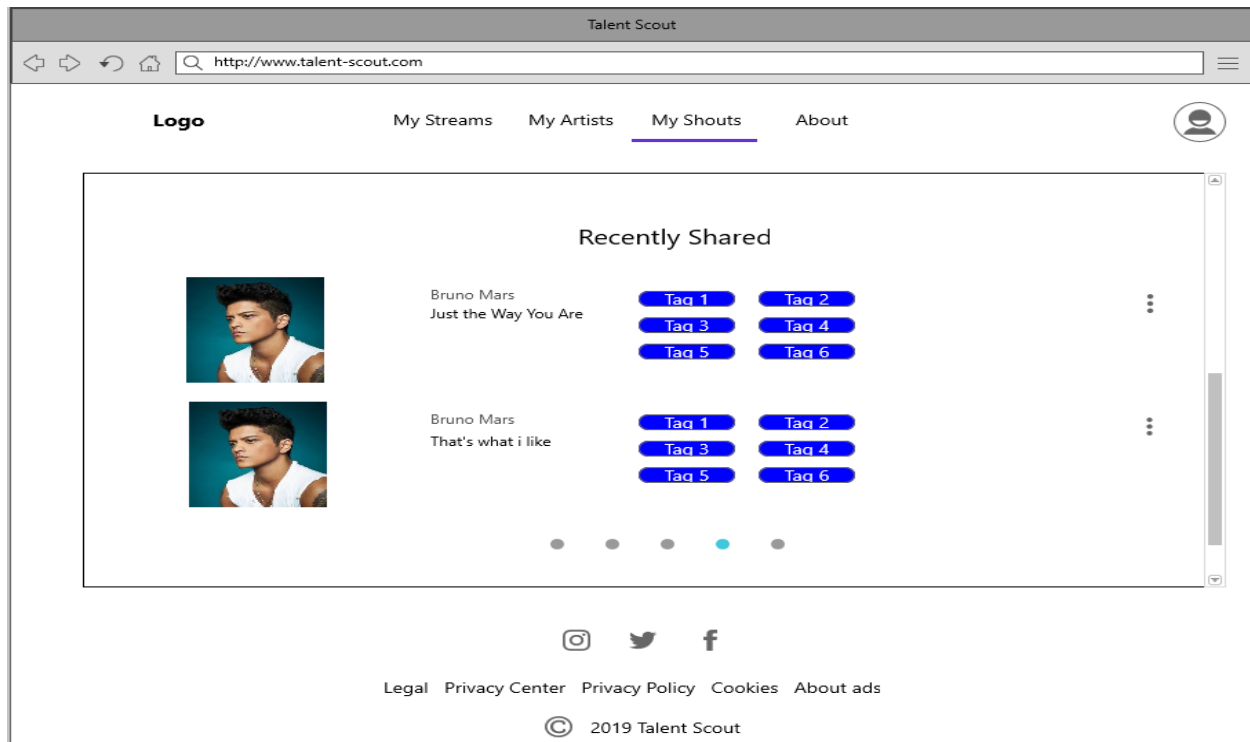 Talent Scout
http://www.talent-scout.com
Logo My Streams My Artists My Shouts About
Recently Shared
Bruno Mars
Just the Way You Are
Tag 1 Tag 2
Tag 3 Tag 4
Tag 5 Tag 6
Bruno Mars
That's what i like
Tag 1 Tag 2
Tag 3 Tag 4
Tag 5 Tag 6
Legal Privacy Center Privacy Policy Cookies About ads
© 2019 Talent Scout